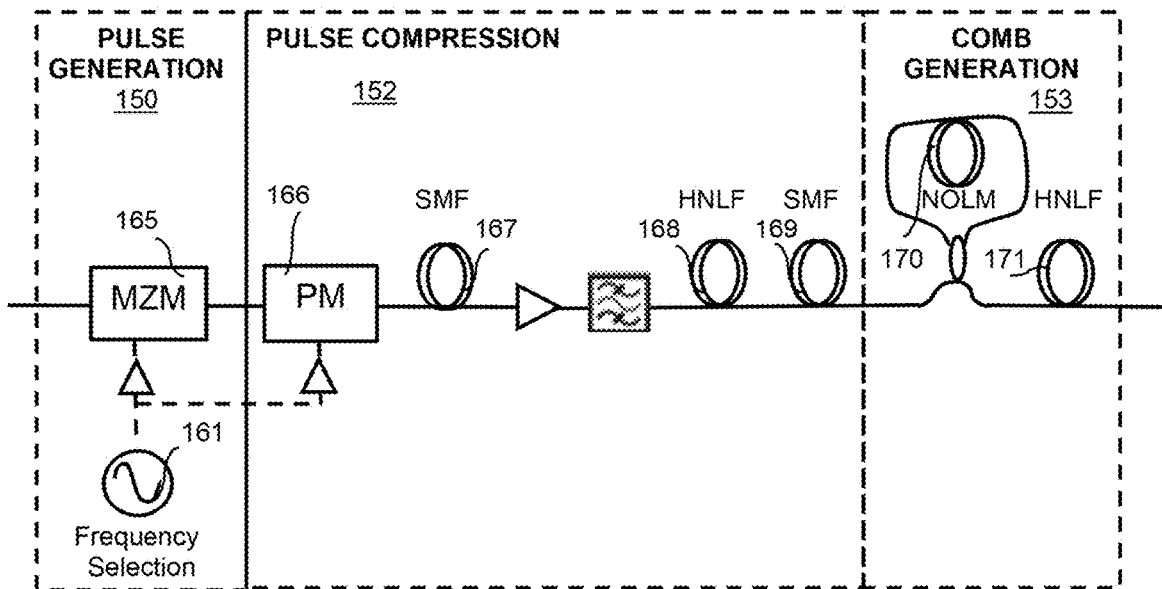 PULSE
GENERATION
150
PULSE COMPRESSION
152
COMB
GENERATION
153
166
165
SMF
167
HNLF
168
SMF
169
NOLM
170
HNLF
171
MZM
PM
161
Frequency
Selection